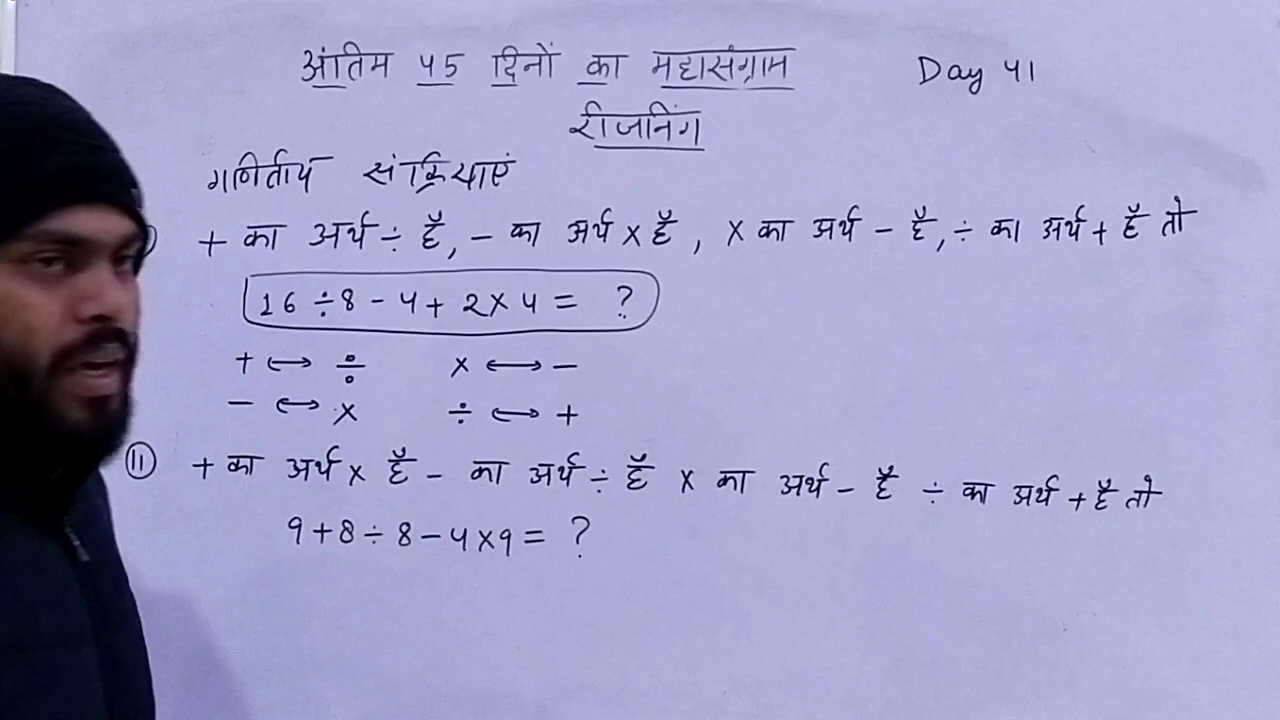 अंतिम 45 दिनों का महासंग्राम Day 41
रीजनिंग
गणितीय संक्रियाएं
+ का अर्थ ÷ है, - का अर्थ × है, × का अर्थ - है, ÷ का अर्थ + है तो
16 ÷ 8 - 4 + 2 × 4 = ?
+ ↔ ÷ × ↔ -
- ↔ × ÷ ↔ +
(ii) + का अर्थ × है - का अर्थ ÷ है × का अर्थ - है ÷ का अर्थ + है तो
9 + 8 ÷ 8 - 4 × 9 = ?